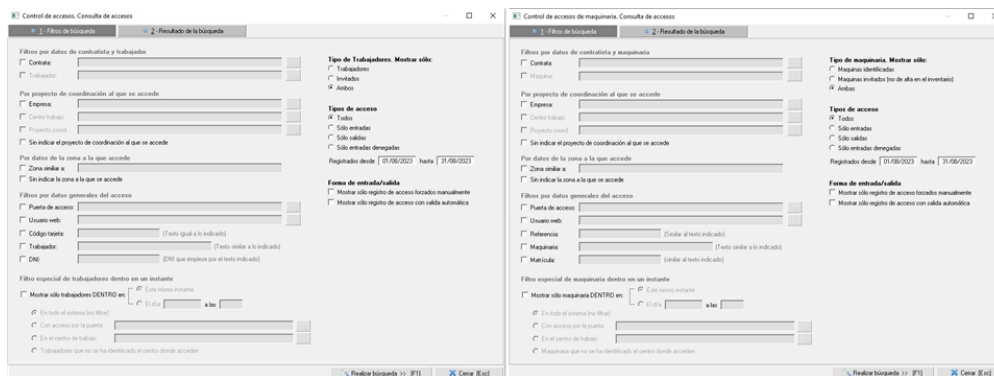 Control de accesos. Consulta de accesos
1 - Filtros de búsqueda
2 - Resultado de la búsqueda
Filtros por datos de contratista y trabajador
Contrata:
Trabajador:
Por proyecto de coordinación al que se accede
Empresa:
Centro trabajo:
Proyecto coord.
Sin indicar el proyecto de coordinación al que se accede
Por datos de la zona a la que accede
Zona similar a:
Sin indicar la zona a la que se accede
Filtros por datos generales del acceso
Puerta de acceso:
Usuario web:
Código tarjeta: (Texto igual a lo indicado)
Trabajador: (Texto similar a lo indicado)
DNI: (DNI que empiece por el texto indicado)
Filtro especial de trabajadores dentro en un instante
Mostrar sólo trabajadores DENTRO en:
Este mismo instante
El día a las
En todo el sistema (no filtrar)
Con acceso por la puerta:
En el centro de trabajo:
Trabajadores que no se ha identificado el centro donde acceden
Tipo de Trabajadores. Mostrar sólo:
Trabajadores
Invitados
Ambos
Tipos de acceso
Todos
Sólo entradas
Sólo salidas
Sólo entradas denegadas
Registrados desde 01/08/2023 hasta 31/08/2023
Forma de entrada/salida
Mostrar sólo registro de acceso forzados manualmente
Mostrar sólo registro de acceso con salida automática
Realizar búsqueda >> [F1]
Cerrar [Esc]
Control de accesos de maquinaria. Consulta de accesos
1 - Filtros de búsqueda
2 - Resultado de la búsqueda
Filtros por datos de contratista y maquinaria
Contrata:
Maquina:
Por proyecto de coordinación al que se accede
Empresa:
Centro trabajo:
Proyecto coord.
Sin indicar el proyecto de coordinación al que se accede
Por datos de la zona a la que accede
Zona similar a:
Sin indicar la zona a la que se accede
Filtros por datos generales del acceso
Puerta de acceso:
Usuario web:
Referencia: (Similar al texto indicado)
Maquinaria: (Texto similar a lo indicado)
Matrícula: (similar al texto indicado)
Filtro especial de maquinaria dentro en un instante
Mostrar sólo maquinaria DENTRO en:
Este mismo instante
El día a las
En todo el sistema (no filtrar)
Con acceso por la puerta:
En el centro de trabajo:
Maquinaria que no se ha identificado el centro donde acceden
Tipo de maquinaria. Mostrar sólo:
Maquinas identificadas
Maquinas invitados (no de alta en el inventario)
Ambas
Tipos de acceso
Todos
Sólo entradas
Sólo salidas
Sólo entradas denegadas
Registrados desde 01/08/2023 hasta 31/08/2023
Forma de entrada/salida
Mostrar sólo registro de acceso forzados manualmente
Mostrar sólo registro de acceso con salida automática
Realizar búsqueda >> [F1]
Cerrar [Esc]